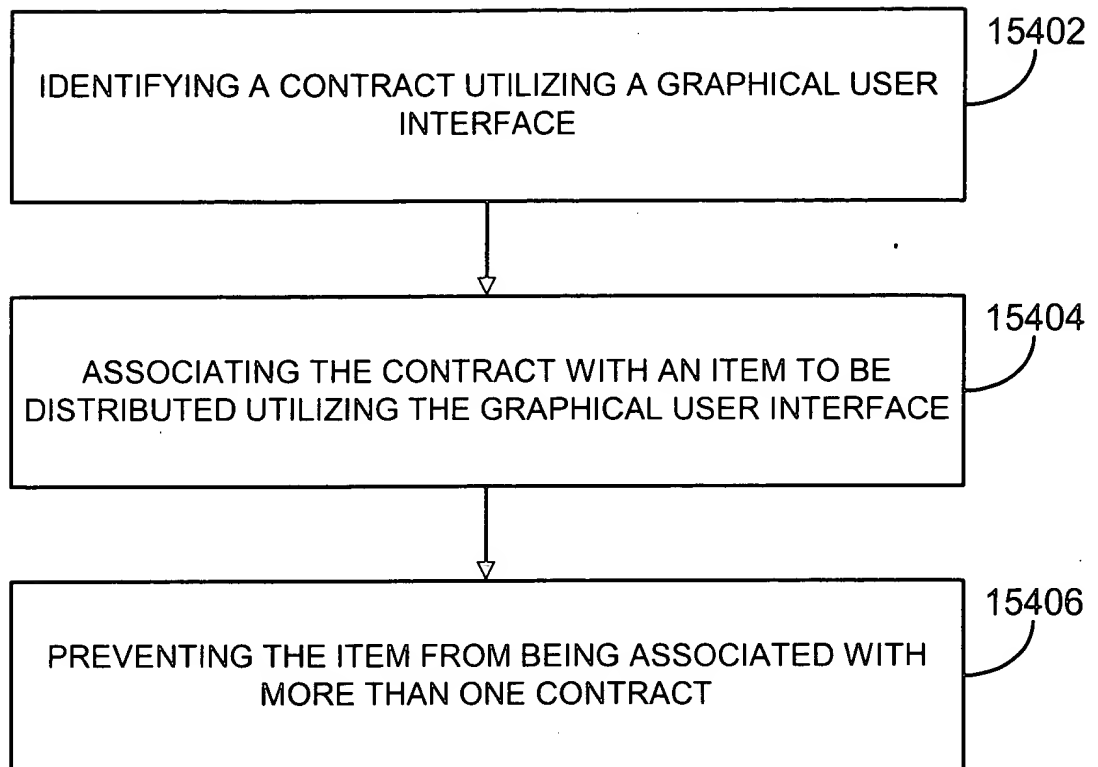 15402
IDENTIFYING A CONTRACT UTILIZING A GRAPHICAL USER
INTERFACE
15404
ASSOCIATING THE CONTRACT WITH AN ITEM TO BE
DISTRIBUTED UTILIZING THE GRAPHICAL USER INTERFACE
15406
PREVENTING THE ITEM FROM BEING ASSOCIATED WITH
MORE THAN ONE CONTRACT